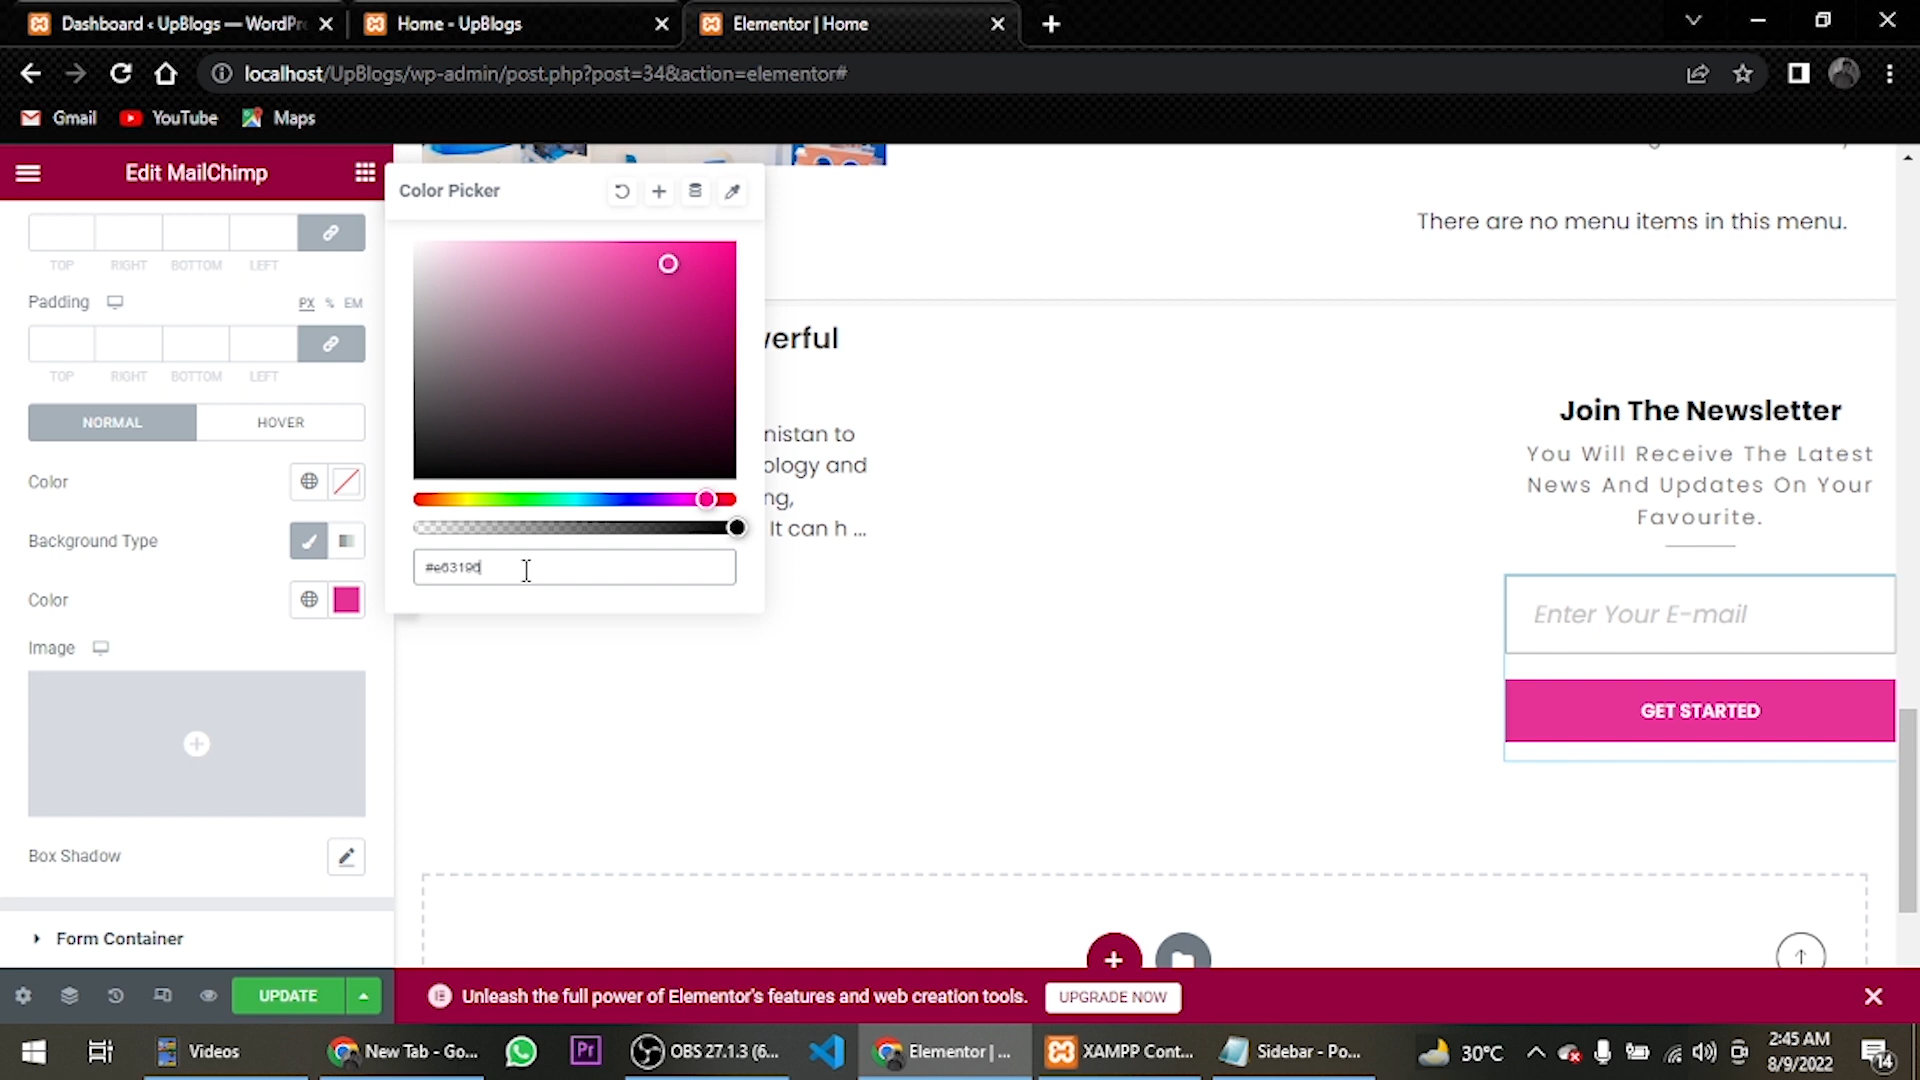 Dashboard ‹ UpBlogs — WordPr
Home - UpBlogs
Elementor | Home
localhost/UpBlogs/wp-admin/post.php?post=34&action=elementor#
Gmail
YouTube
Maps
Edit MailChimp
TOP RIGHT BOTTOM LEFT
Padding PX % EM
TOP RIGHT BOTTOM LEFT
NORMAL HOVER
Color
Background Type
Color
Image
Box Shadow
Form Container
UPDATE
Color Picker
#e63196
There are no menu items in this menu.
werful
nistan to
ology and
ng,
It can h ...
Join The Newsletter
You Will Receive The Latest
News And Updates On Your
Favourite.
Enter Your E-mail
GET STARTED
Unleash the full power of Elementor's features and web creation tools.
UPGRADE NOW
Videos
New Tab - Go...
Pr
OBS 27.1.3 (6...
Elementor | ...
XAMPP Cont...
Sidebar - Po...
30°C
2:45 AM
8/9/2022
14